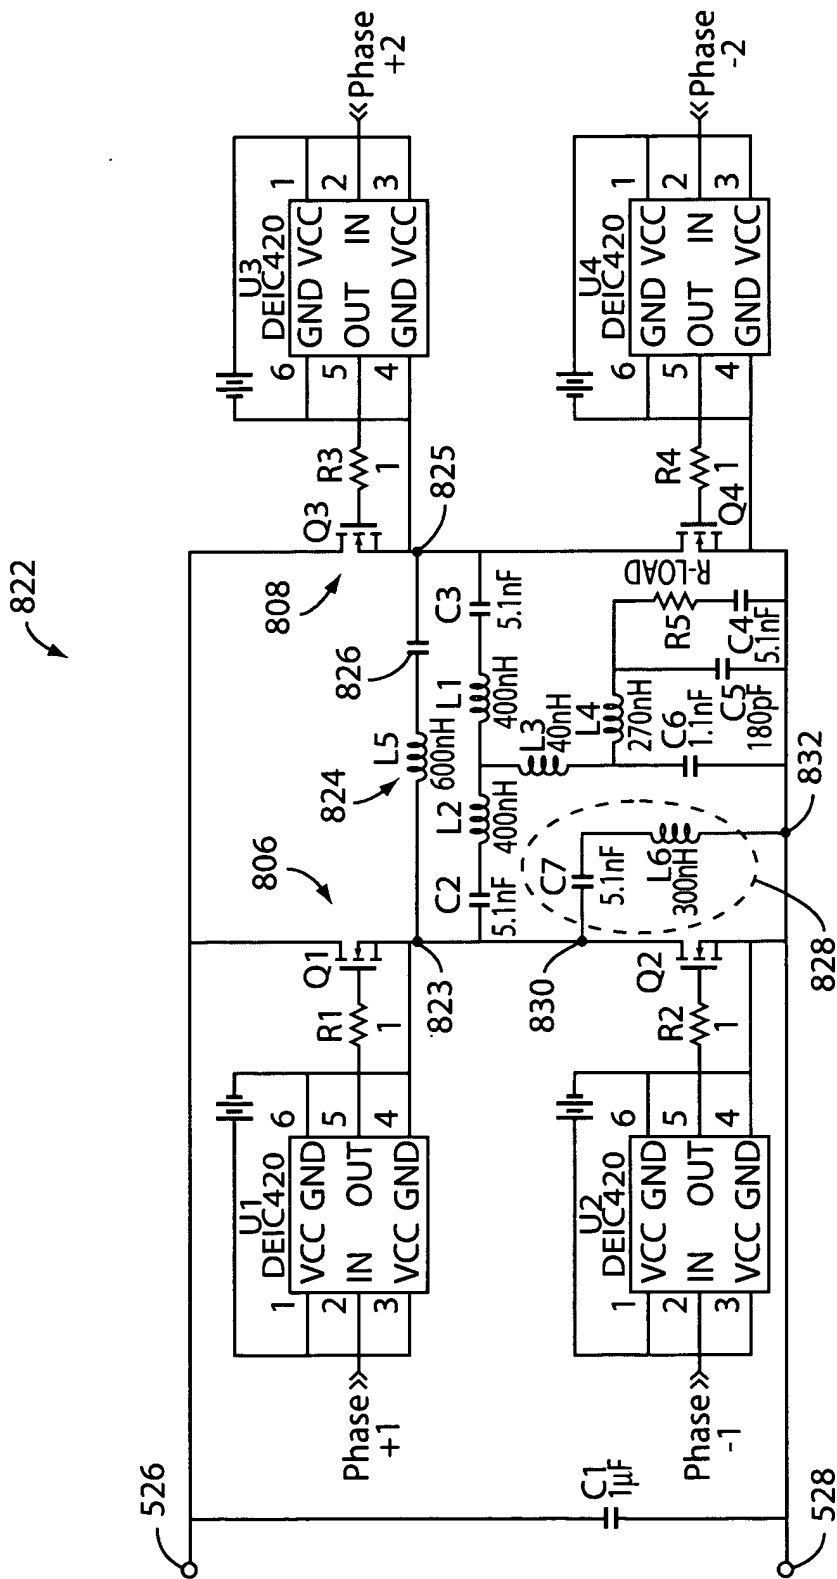 822
526
528
C1
1µF
806
808
Phase
+1
U1
DEIC420
1
2
3
VCC GND
IN OUT
VCC GND
6
5
4
R1
1
Q1
823
Phase
-1
U2
DEIC420
1
2
3
VCC GND
IN OUT
VCC GND
6
5
4
R2
1
Q2
830
828
832
824
L5
600nH
826
C2
5.1nF
L2
400nH
L1
400nH
C3
5.1nF
C7
5.1nF
L6
300nH
L3
40nH
L4
270nH
C6
1.1nF
C5
180pF
C4
5.1nF
R5
R-LOAD
825
Q3
R3
1
U3
DEIC420
6
5
4
GND VCC
OUT IN
GND VCC
1
2
3
Phase
+2
Q4
R4
1
U4
DEIC420
6
5
4
GND VCC
OUT IN
GND VCC
1
2
3
Phase
-2